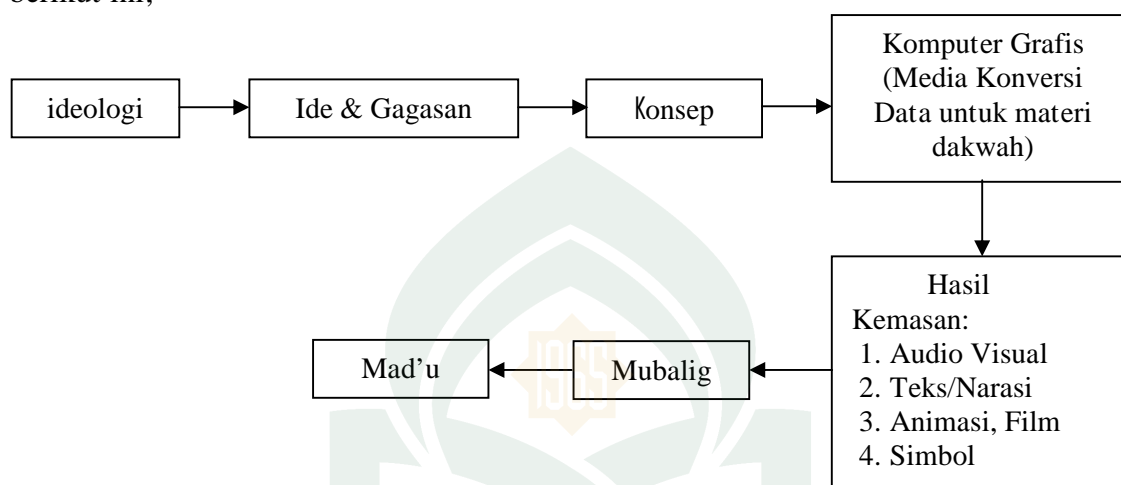 berikut ini;
ideologi
Ide & Gagasan
Konsep
Komputer Grafis
(Media Konversi
Data untuk materi
dakwah)
Hasil
Kemasan:
1. Audio Visual
2. Teks/Narasi
3. Animasi, Film
4. Simbol
Mubalig
Mad’u
1965